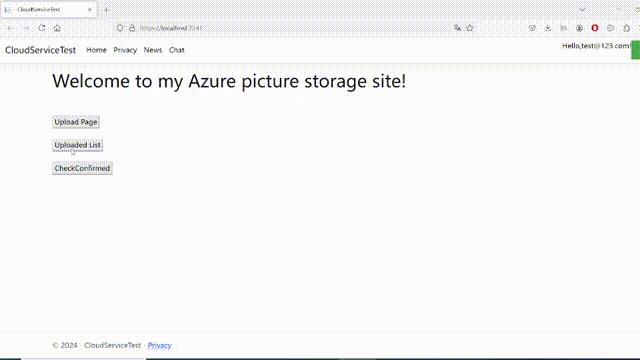 CloudServiceTest
https://localhost:7241
CloudServiceTest Home Privacy News Chat Hello,test@123.com!
Welcome to my Azure picture storage site!
Upload Page
Uploaded List
CheckConfirmed
© 2024 - CloudServiceTest - Privacy